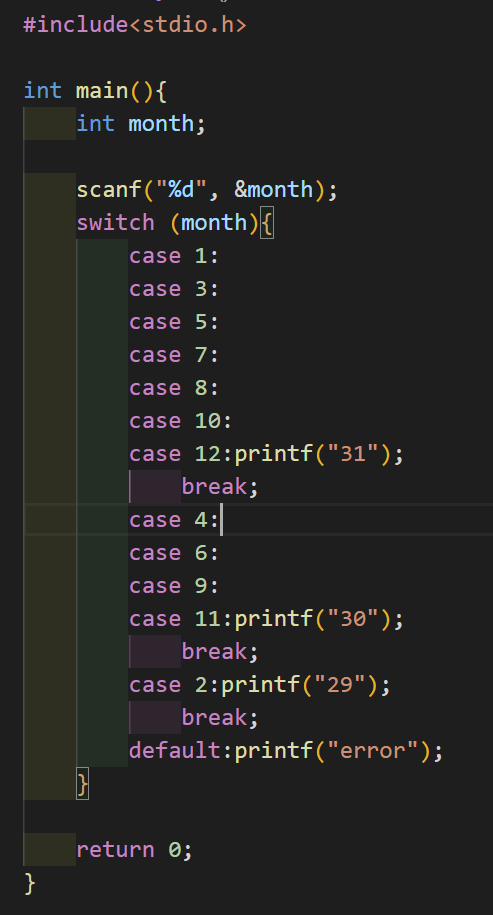 #include<stdio.h>
int main(){
int month;
scanf("%d", &month);
switch (month){
case 1:
case 3:
case 5:
case 7:
case 8:
case 10:
case 12:printf("31");
break;
case 4:
case 6:
case 9:
case 11:printf("30");
break;
case 2:printf("29");
break;
default:printf("error");
}
return 0;
}